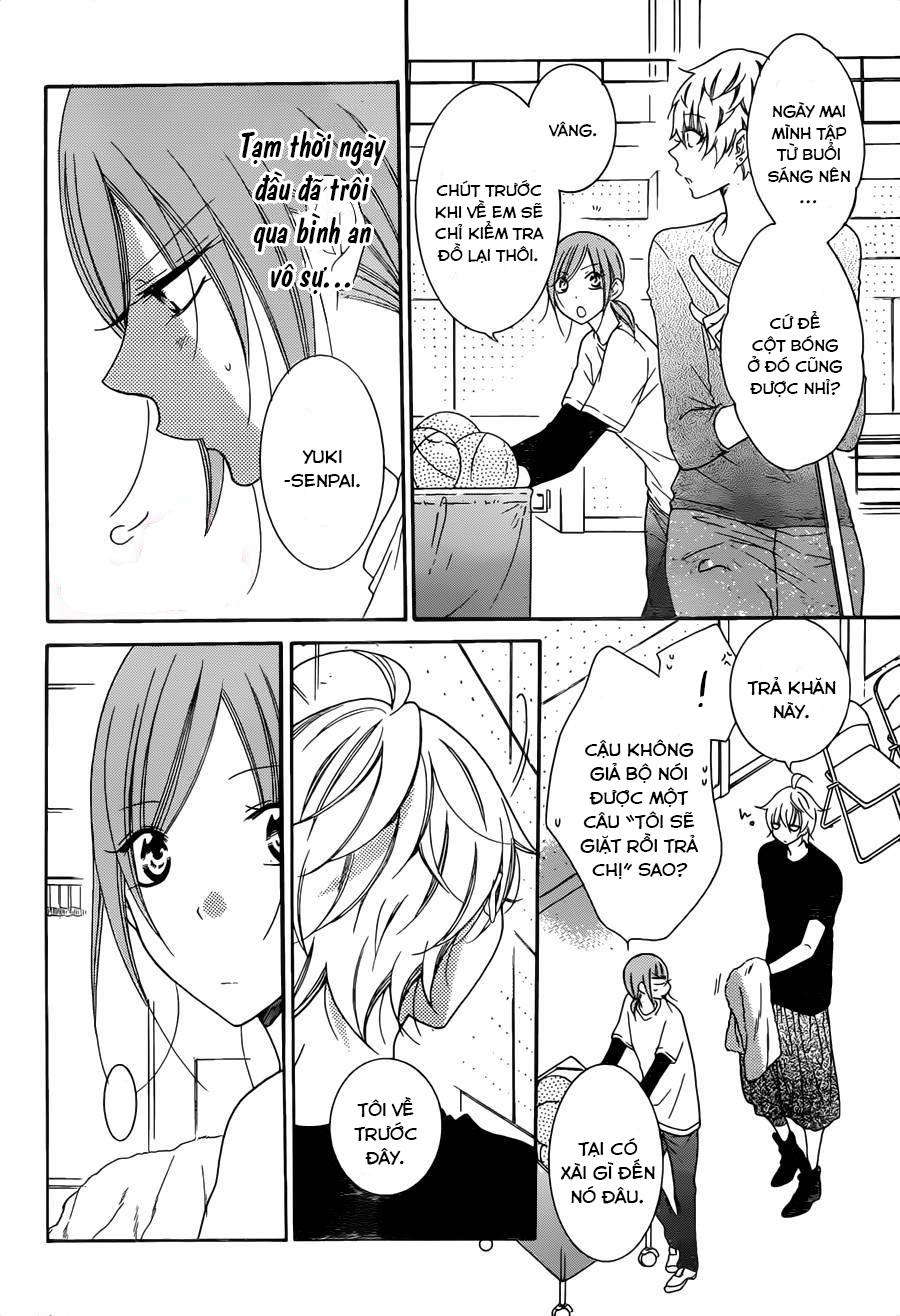 NGÀY MAI
MÌNH TẬP
TỪ BUỔI
SÁNG NÊN
...
CỨ ĐỂ
CỘT BÓNG
Ở ĐÓ CŨNG
ĐƯỢC NHỈ?
VÂNG.
CHÚT TRƯỚC
KHI VỀ EM SẼ
CHỈ KIỂM TRA
ĐỒ LẠI THÔI.
Tạm thời ngày
đầu đã trôi
qua bình an
vô sự...
YUKI
-SENPAI.
TRẢ KHĂN
NÀY.
!
CẬU KHÔNG
GIẢ BỘ NÓI
ĐƯỢC MỘT
CÂU “TÔI SẼ
GIẶT RỒI TRẢ
CHỊ” SAO?
TẠI CÓ
XÀI GÌ ĐẾN
NÓ ĐÂU.
TÔI VỀ
TRƯỚC
ĐÂY.